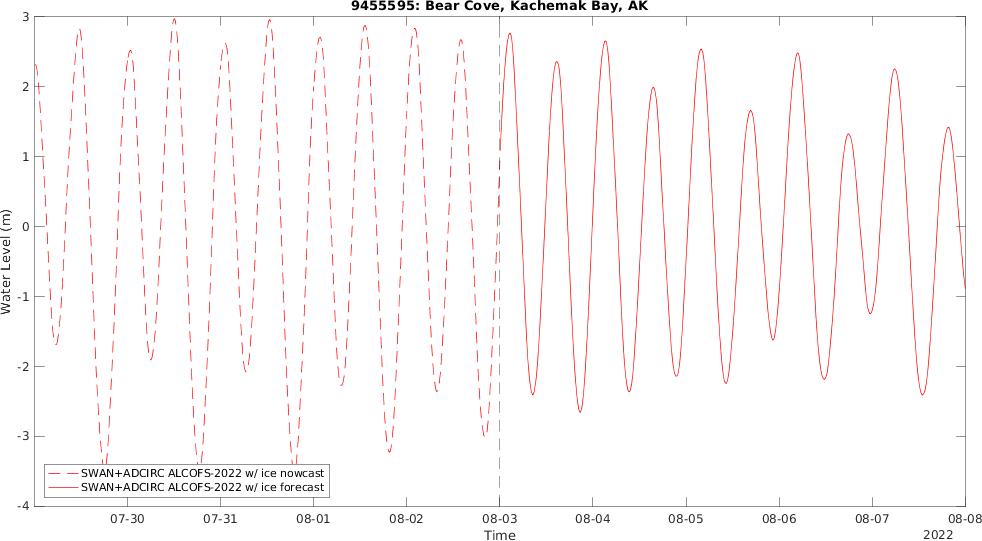 9455595: Bear Cove, Kachemak Bay, AK
3
2
1
0
-1
-2
-3
-4
Water Level (m)
SWAN+ADCIRC ALCOFS-2022 w/ ice nowcast
SWAN+ADCIRC ALCOFS-2022 w/ ice forecast
07-30 07-31 08-01 08-02 08-03 08-04 08-05 08-06 08-07 08-08
Time
2022